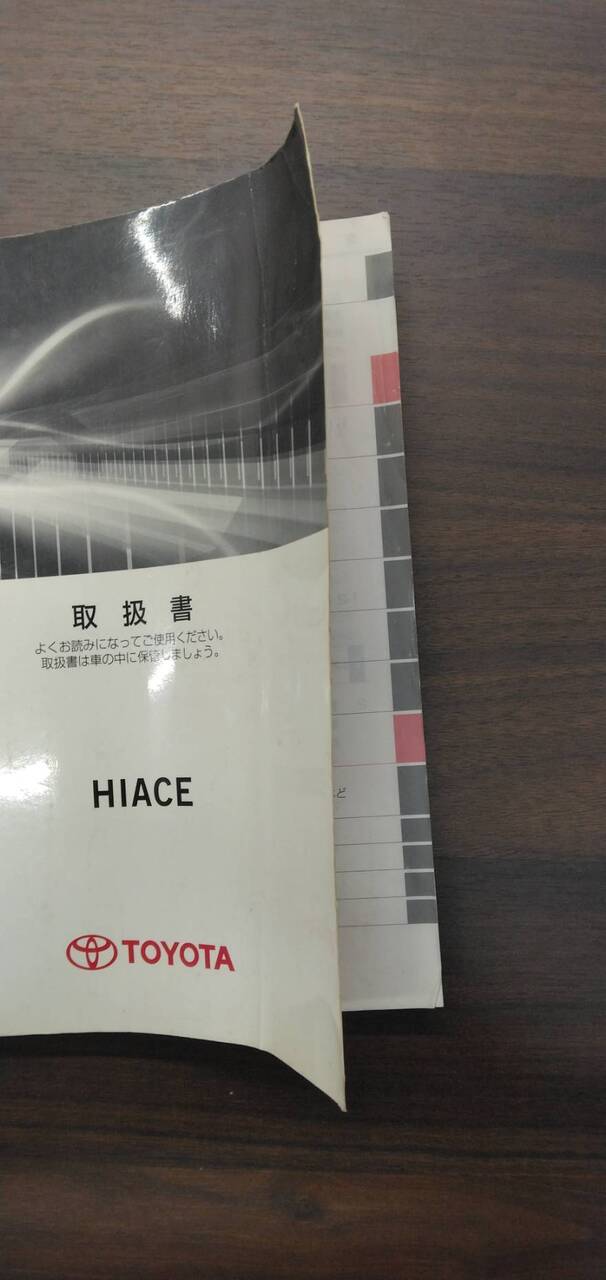 取扱書
よくお読みになってご使用ください。
取扱書は車の中に保管しましょう。
HIACE
TOYOTA
ど